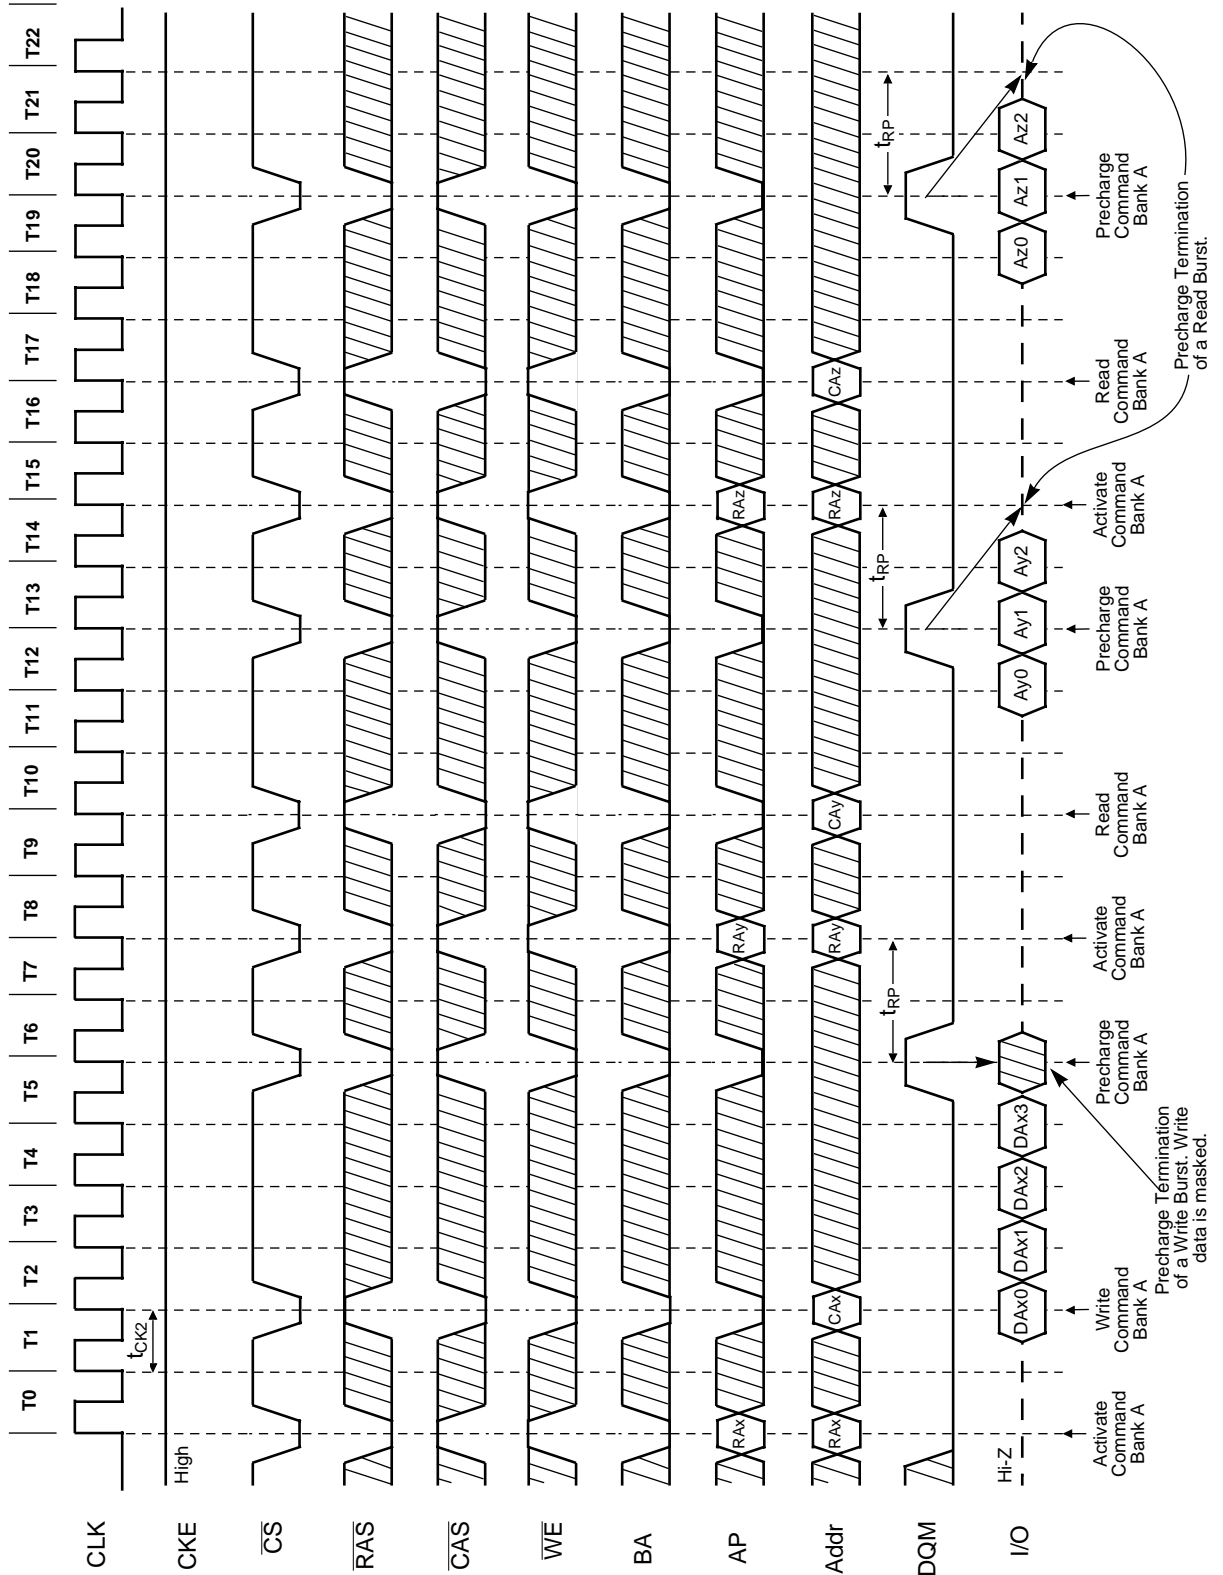 T0 T1 T2 T3 T4 T5 T6 T7 T8 T9 T10 T11 T12 T13 T14 T15 T16 T17 T18 T19 T20 T21 T22
CLK
tCK2
CKE
High
CS
RAS
CAS
WE
BA
AP
RAx RAy RAz
Addr
RAx CAx RAy CAy RAz CAz
tRP tRP tRP
DQM
I/O
Hi-Z
DAx0 DAx1 DAx2 DAx3 Ay0 Ay1 Ay2 Az0 Az1 Az2
Activate
Command
Bank A
Write
Command
Bank A
Precharge
Command
Bank A
Activate
Command
Bank A
Read
Command
Bank A
Precharge
Command
Bank A
Activate
Command
Bank A
Read
Command
Bank A
Precharge
Command
Bank A
Precharge Termination
of a Write Burst. Write
data is masked.
Precharge Termination
of a Read Burst.